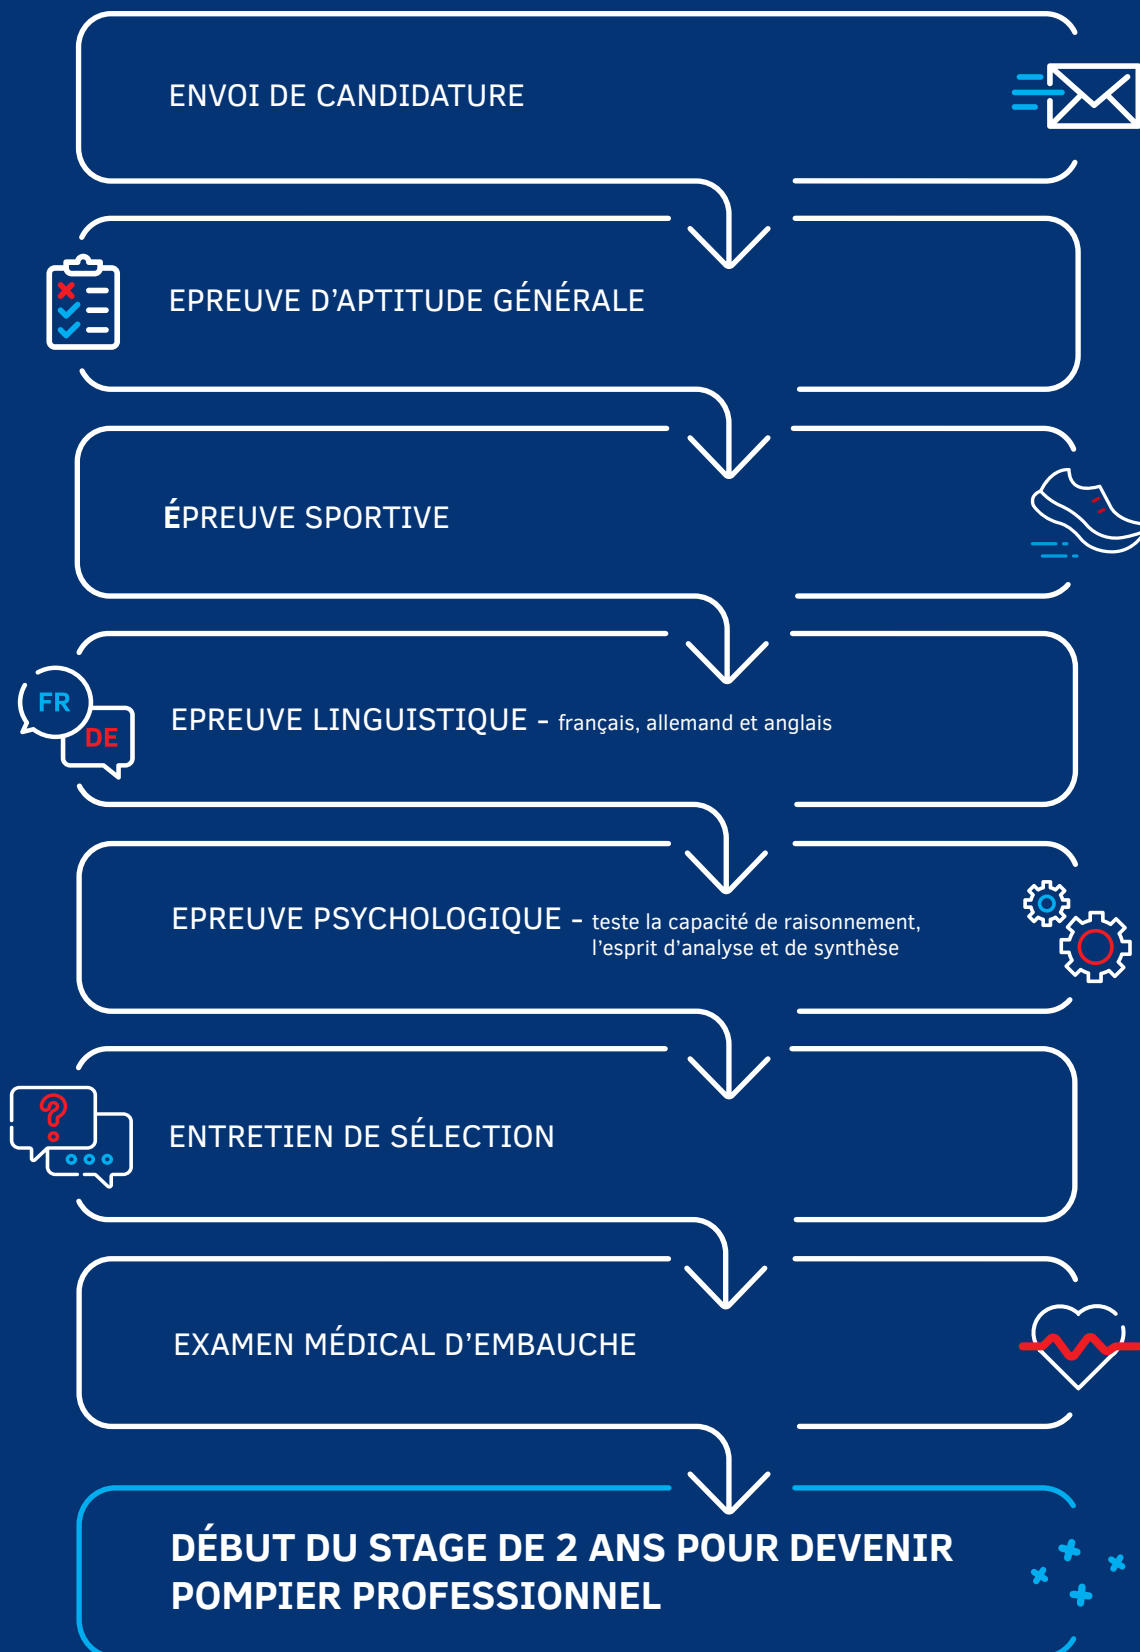 ENVOI DE CANDIDATURE
EPREUVE D’APTITUDE GÉNÉRALE
ÉPREUVE SPORTIVE
FR
DE
EPREUVE LINGUISTIQUE - français, allemand et anglais
EPREUVE PSYCHOLOGIQUE - teste la capacité de raisonnement,
l’esprit d’analyse et de synthèse
ENTRETIEN DE SÉLECTION
EXAMEN MÉDICAL D’EMBAUCHE
DÉBUT DU STAGE DE 2 ANS POUR DEVENIR
POMPIER PROFESSIONNEL